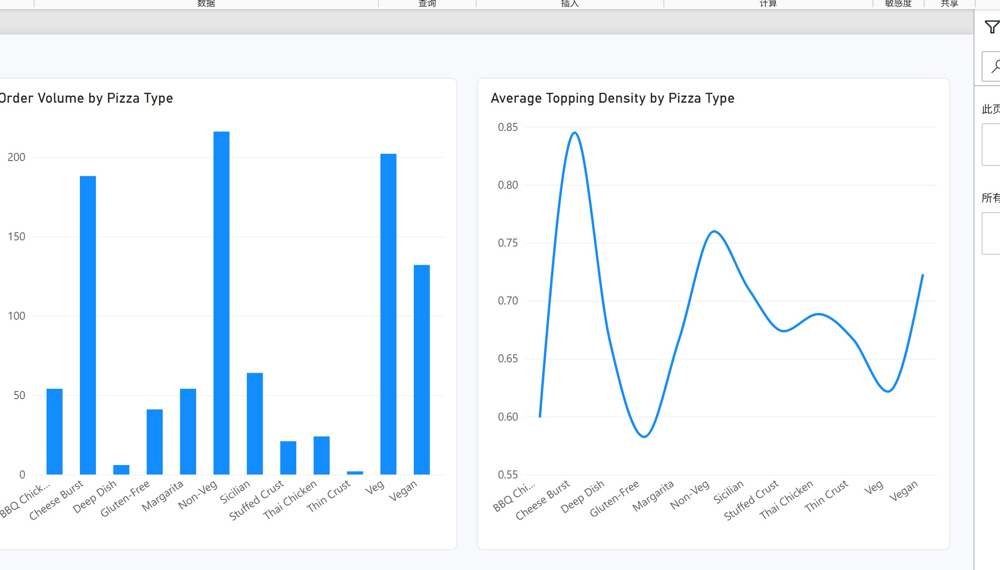 数据 查询 插入 计算 敏感度 共享
Order Volume by Pizza Type
200
150
100
50
0
BBQ Chick...
Cheese Burst
Deep Dish
Gluten-Free
Margarita
Non-Veg
Sicilian
Stuffed Crust
Thai Chicken
Thin Crust
Veg
Vegan
Average Topping Density by Pizza Type
0.85
0.80
0.75
0.70
0.65
0.60
0.55
BBQ Chi...
Cheese Burst
Deep Dish
Gluten-Free
Margarita
Non-Veg
Sicilian
Stuffed Crust
Thai Chicken
Thin Crust
Veg
Vegan
此页
所有